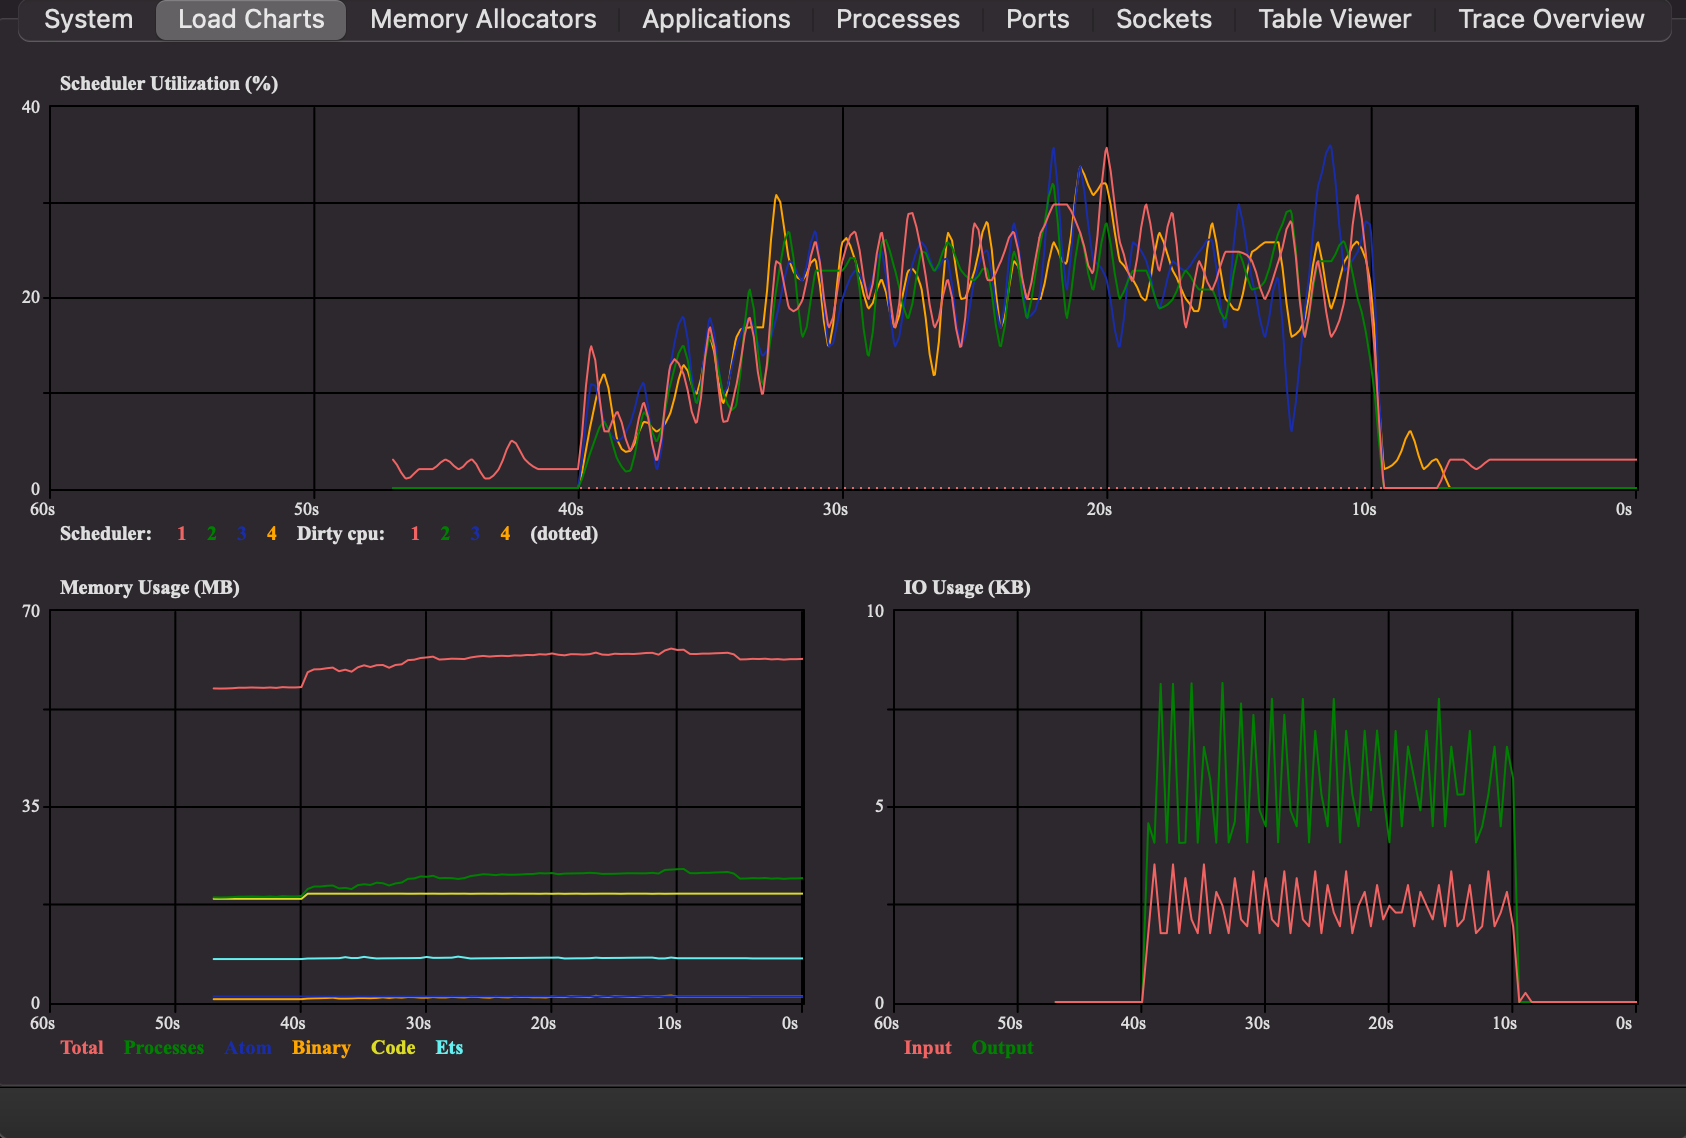 System Load Charts Memory Allocators Applications Processes Ports Sockets Table Viewer Trace Overview
Scheduler Utilization (%)
40
20
0
60s 50s 40s 30s 20s 10s 0s
Scheduler: 1 2 3 4 Dirty cpu: 1 2 3 4 (dotted)
Memory Usage (MB)
70
35
0
60s 50s 40s 30s 20s 10s 0s
Total Processes Atom Binary Code Ets
IO Usage (KB)
10
5
0
60s 50s 40s 30s 20s 10s 0s
Input Output